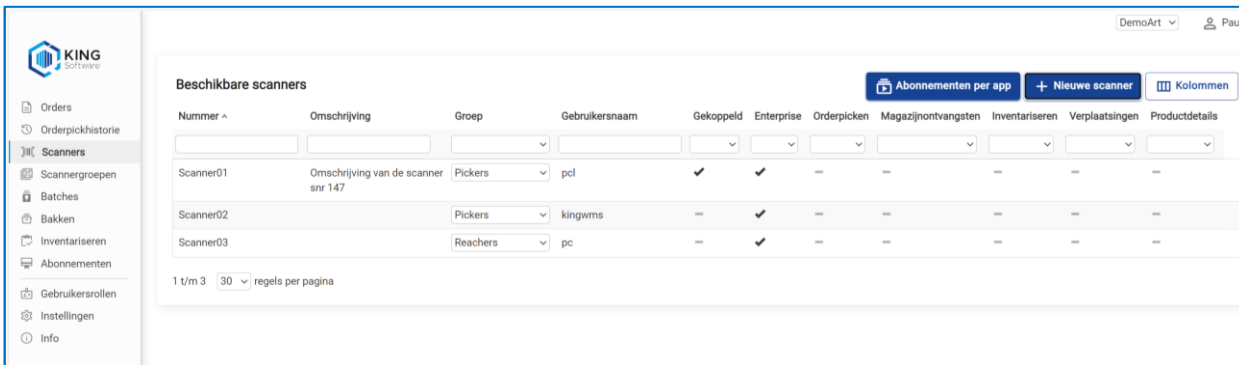 DemoArt Pau
KING
Software
Beschikbare scanners
Abonnementen per app + Nieuwe scanner Kolommen
Orders
Orderpickhistorie
Scanners
Scannergroepen
Batches
Bakken
Inventariseren
Abonnementen
Gebruikersrollen
Instellingen
Info
Nummer Omschrijving Groep Gebruikersnaam Gekoppeld Enterprise Orderpicken Magazijnontvangsten Inventariseren Verplaatsingen Productdetails
Scanner01 Omschrijving van de scanner Pickers pcl
snr 147
Scanner02 Pickers kingwms
Scanner03 Reachers pc
1 t/m 3 30 regels per pagina